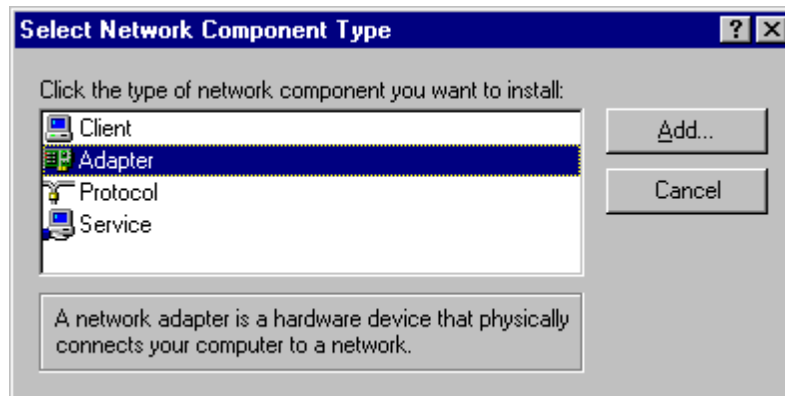 Select Network Component Type
Click the type of network component you want to install:
Client
Adapter
Protocol
Service
Add...
Cancel
A network adapter is a hardware device that physically
connects your computer to a network.